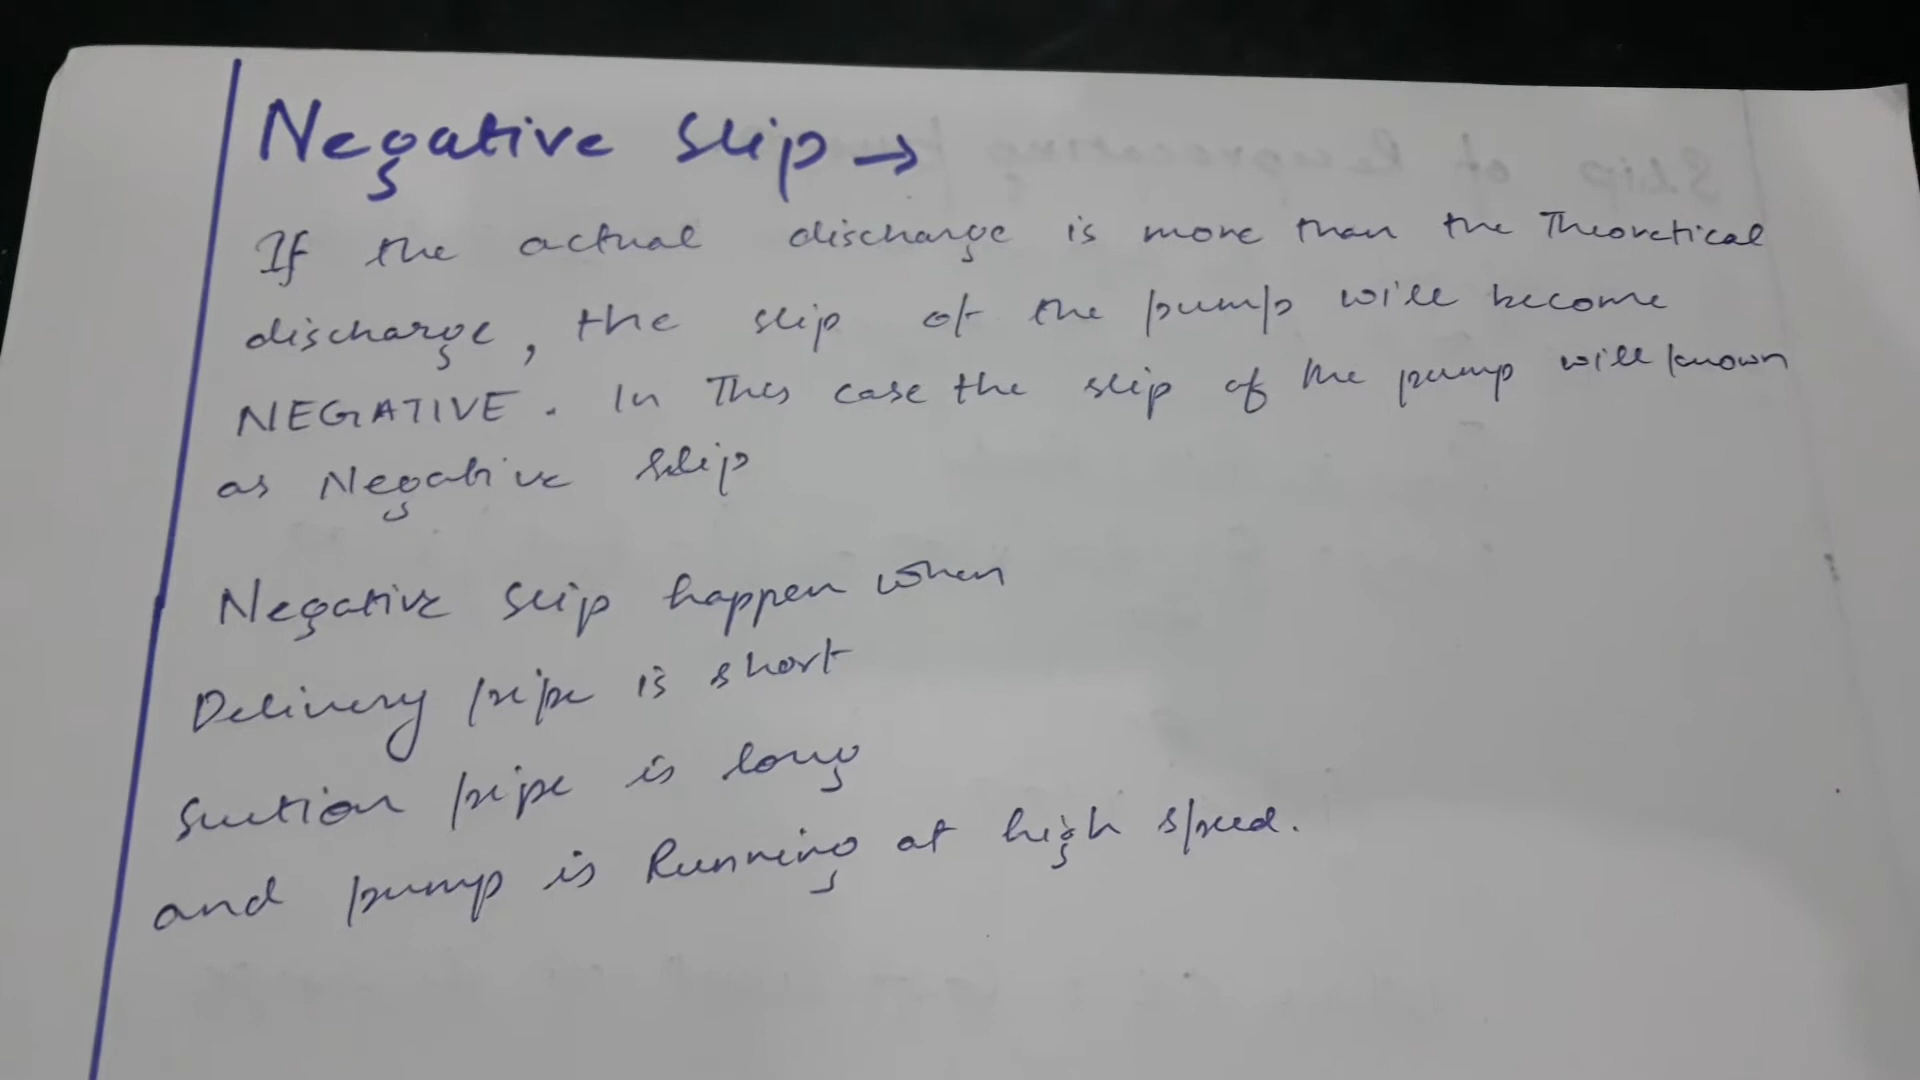 Negative Slip →
If the actual discharge is more than the Theoretical
discharge, the slip of the pump will become
NEGATIVE. In This case the slip of the pump will known
as Negative slip
Negative slip happen when
Delivery pipe is short
Suction pipe is long
and pump is Running at high speed.